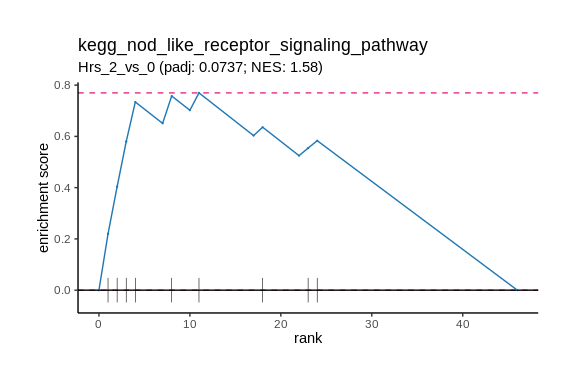 kegg_nod_like_receptor_signaling_pathway
Hrs_2_vs_0 (padj: 0.0737; NES: 1.58)
enrichment score
0.8
0.6
0.4
0.2
0.0
0 10 20 30 40
rank